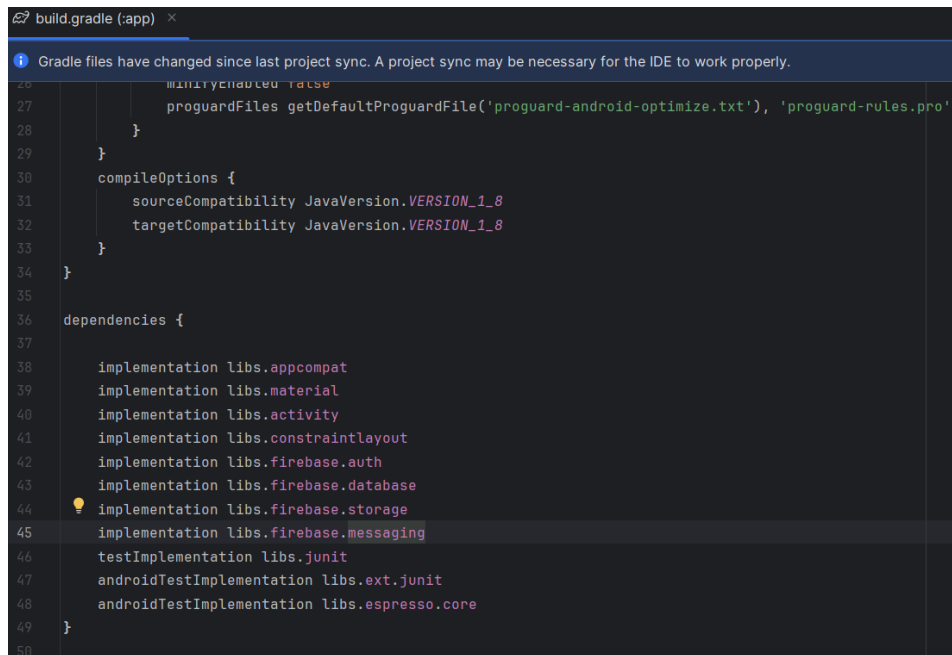 build.gradle (:app) ×
Gradle files have changed since last project sync. A project sync may be necessary for the IDE to work properly.
26 minifyEnabled false
27 proguardFiles getDefaultProguardFile('proguard-android-optimize.txt'), 'proguard-rules.pro'
28 }
29 }
30 compileOptions {
31 sourceCompatibility JavaVersion.VERSION_1_8
32 targetCompatibility JavaVersion.VERSION_1_8
33 }
34 }
35
36 dependencies {
37
38 implementation libs.appcompat
39 implementation libs.material
40 implementation libs.activity
41 implementation libs.constraintlayout
42 implementation libs.firebase.auth
43 implementation libs.firebase.database
44 implementation libs.firebase.storage
45 implementation libs.firebase.messaging
46 testImplementation libs.junit
47 androidTestImplementation libs.ext.junit
48 androidTestImplementation libs.espresso.core
49 }
50